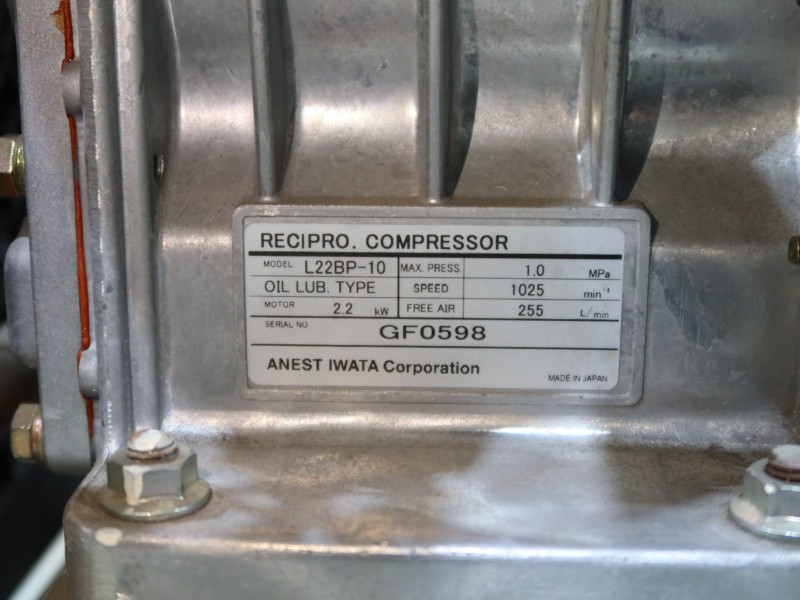 RECIPRO. COMPRESSOR
MODEL L22BP-10 MAX. PRESS. 1.0 MPa
OIL LUB. TYPE SPEED 1025 min⁻¹
MOTOR 2.2 kW FREE AIR 255 L/min
SERIAL NO GF0598
ANEST IWATA Corporation
MADE IN JAPAN